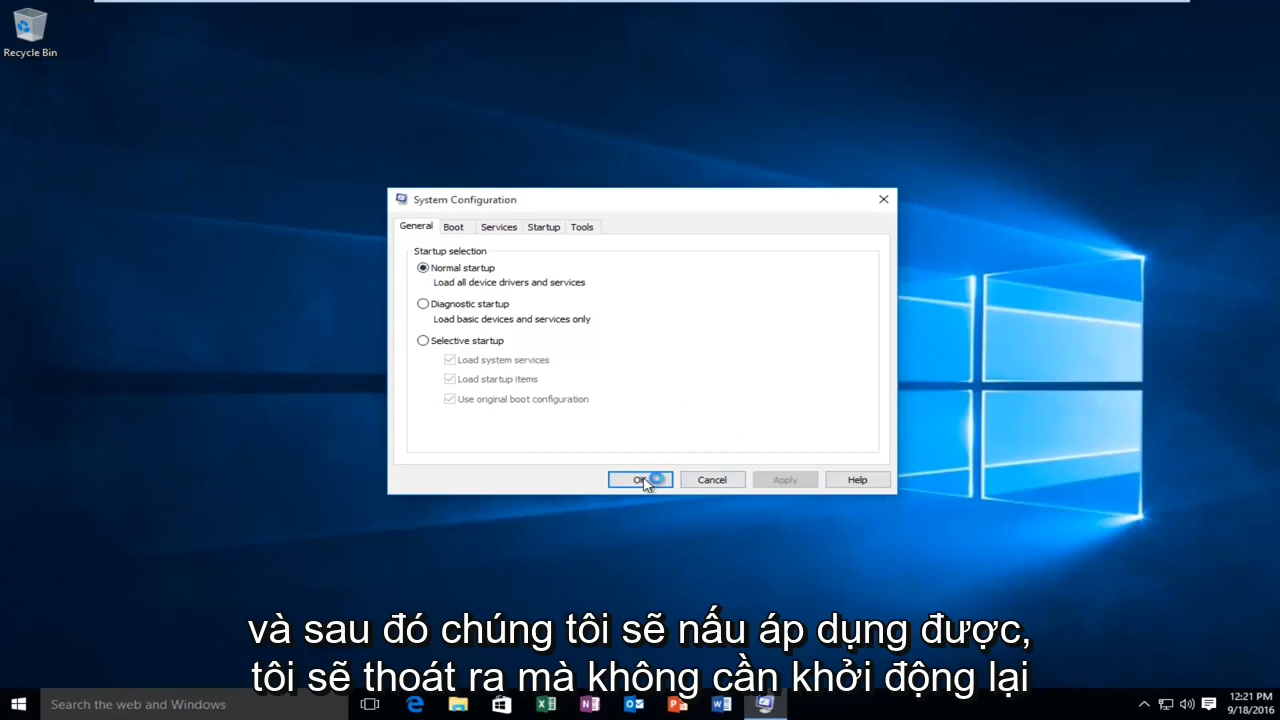 Recycle Bin
System Configuration
General Boot Services Startup Tools
Startup selection
Normal startup
Load all device drivers and services
Diagnostic startup
Load basic devices and services only
Selective startup
Load system services
Load startup items
Use original boot configuration
Cancel Apply Help
và sau đó chúng tôi sẽ nấu áp dụng được,
tôi sẽ thoát ra mà không cần khởi động lại
Search the web and Windows
12:21 PM
9/18/2016